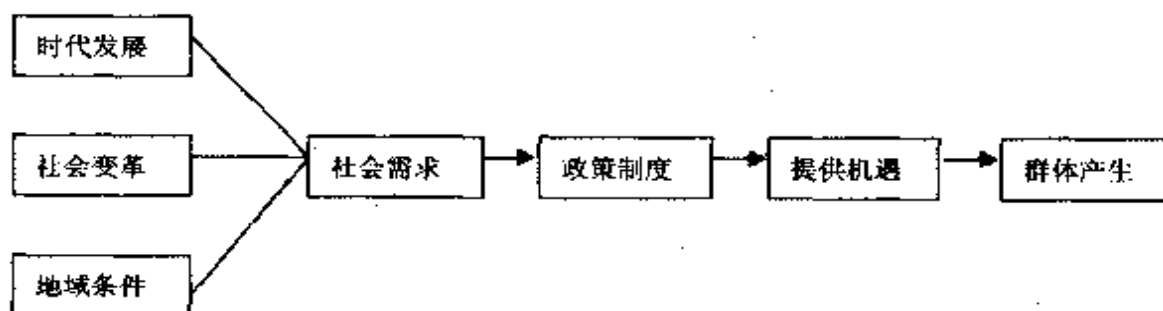 时代发展
社会变革
地域条件
社会需求
政策制度
提供机遇
群体产生